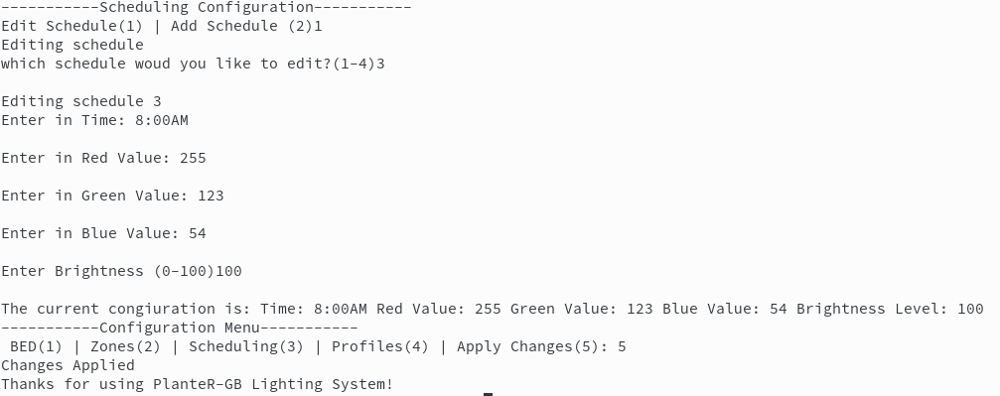 -----------Scheduling Configuration-----------
Edit Schedule(1) | Add Schedule (2)1
Editing schedule
which schedule woud you like to edit?(1-4)3
Editing schedule 3
Enter in Time: 8:00AM
Enter in Red Value: 255
Enter in Green Value: 123
Enter in Blue Value: 54
Enter Brightness (0-100)100
The current congiuration is: Time: 8:00AM Red Value: 255 Green Value: 123 Blue Value: 54 Brightness Level: 100
-----------Configuration Menu-----------
BED(1) | Zones(2) | Scheduling(3) | Profiles(4) | Apply Changes(5): 5
Changes Applied
Thanks for using PlanteR-GB Lighting System!